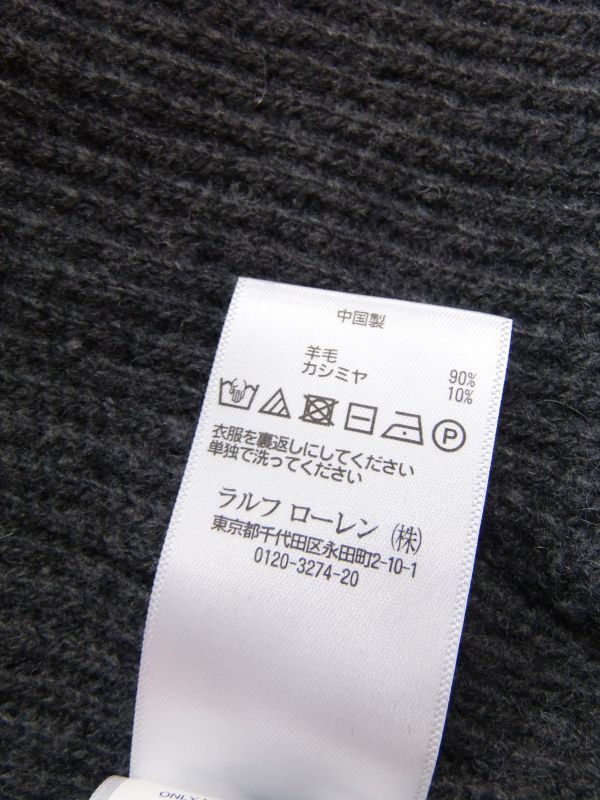 中国製
羊毛 90%
カシミヤ 10%
P
衣服を裏返しにしてください
単独で洗ってください
ラルフ ローレン (株)
東京都千代田区永田町2-10-1
0120-3274-20
ONLY